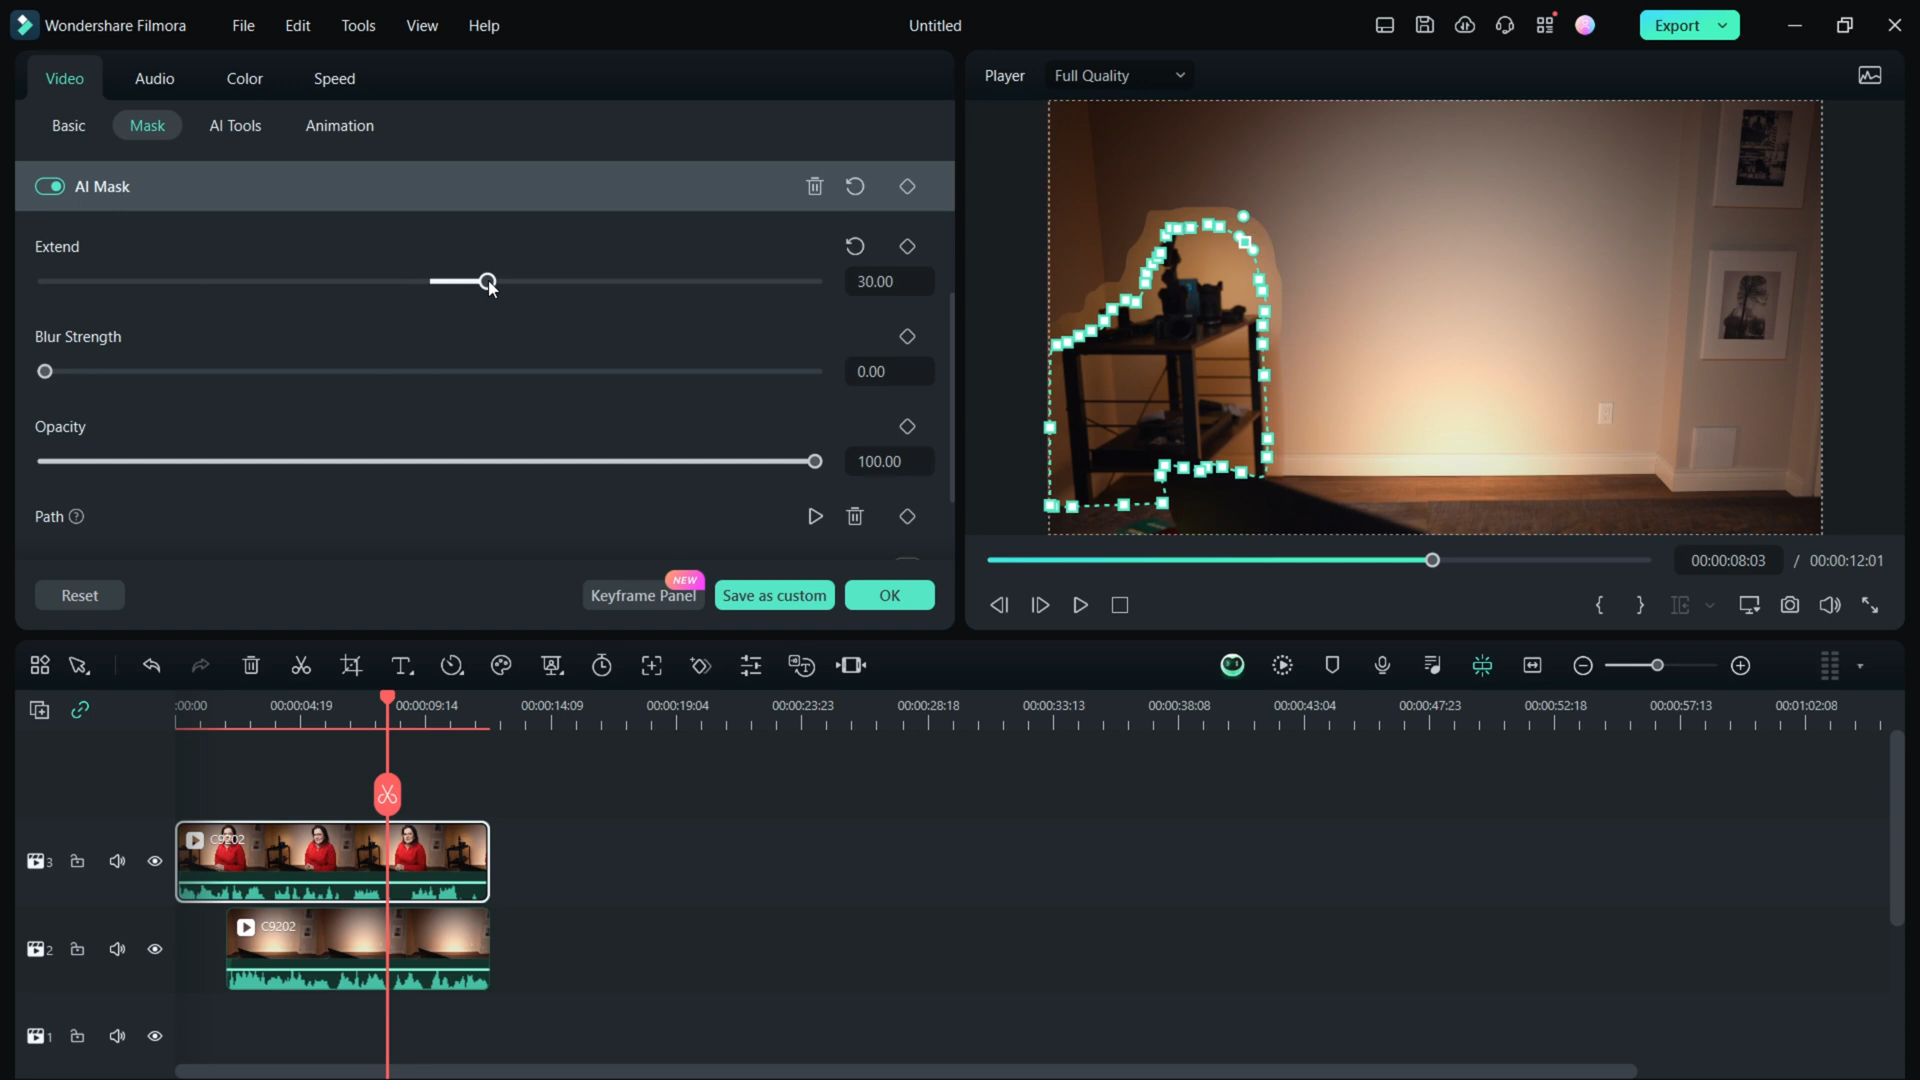 Wondershare Filmora File Edit Tools View Help Untitled Export
Video Audio Color Speed
Player Full Quality
Basic Mask AI Tools Animation
AI Mask
Extend
30.00
Blur Strength
0.00
Opacity
100.00
Path
00:00:08:03 / 00:00:12:01
NEW
Reset Keyframe Panel Save as custom OK
:00:00 00:00:04:19 00:00:09:14 00:00:14:09 00:00:19:04 00:00:23:23 00:00:28:18 00:00:33:13 00:00:38:08 00:00:43:04 00:00:47:23 00:00:52:18 00:00:57:13 00:01:02:08
C9202
3
C9202
2
1